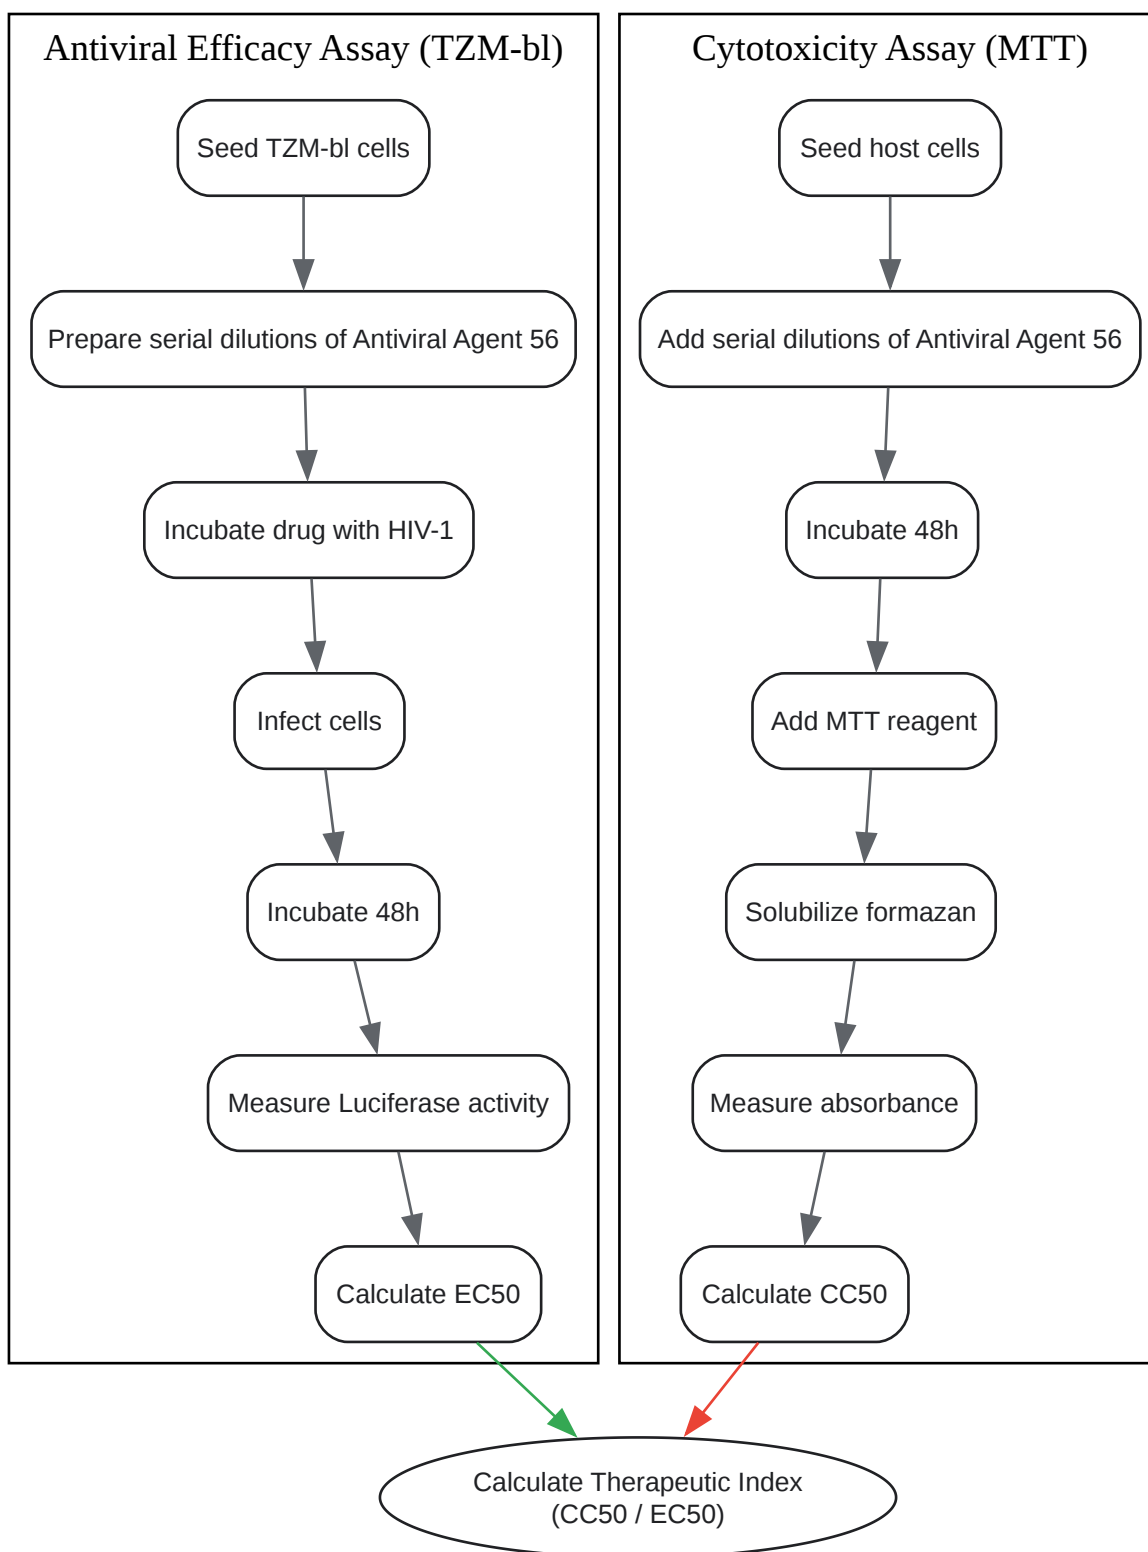 Antiviral Efficacy Assay (TZM-bl)
Seed TZM-bl cells
Prepare serial dilutions of Antiviral Agent 56
Incubate drug with HIV-1
Infect cells
Incubate 48h
Measure Luciferase activity
Calculate EC50
Cytotoxicity Assay (MTT)
Seed host cells
Add serial dilutions of Antiviral Agent 56
Incubate 48h
Add MTT reagent
Solubilize formazan
Measure absorbance
Calculate CC50
Calculate Therapeutic Index
(CC50 / EC50)